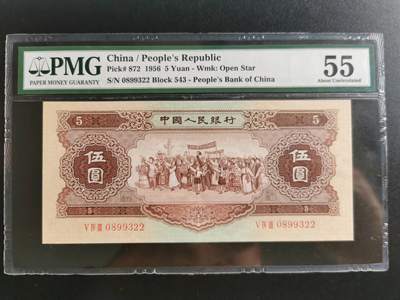 PMG
PAPER MONEY GUARANTY
China / People's Republic
Pick# 872 1956 5 Yuan - Wmk: Open Star
S/N 0899322 Block 543 - People's Bank of China
55
About Uncirculated
5 中國人民銀行 5
伍圓 伍圓
V IV III 0899322